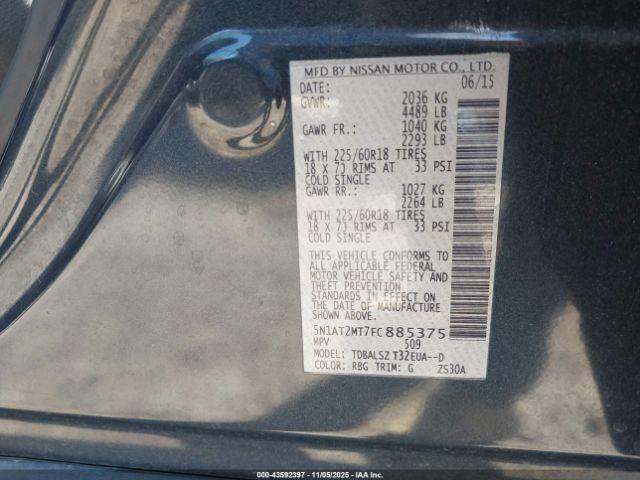 MFD BY NISSAN MOTOR CO., LTD.
DATE: 06/15
GVWR: 2036 KG
4489 LB
GAWR FR.: 1040 KG
2293 LB
WITH 225/60R18 TIRES
18 X 7J RIMS AT 33 PSI
COLD SINGLE
GAWR RR.: 1027 KG
2264 LB
WITH 225/60R18 TIRES
18 X 7J RIMS AT 33 PSI
COLD SINGLE
THIS VEHICLE CONFORMS TO
ALL APPLICABLE FEDERAL
MOTOR VEHICLE SAFETY AND
THEFT PREVENTION
STANDARDS IN EFFECT ON
THE DATE OF MANUFACTURE
SHOWN ABOVE.
5N1AT2MT7FC885375
MPV 509
MODEL: TDBALSZ T32EUA--D
COLOR: RBG TRIM: G ZS30A
00-43592397 - 11/05/2025 - IAA Inc.